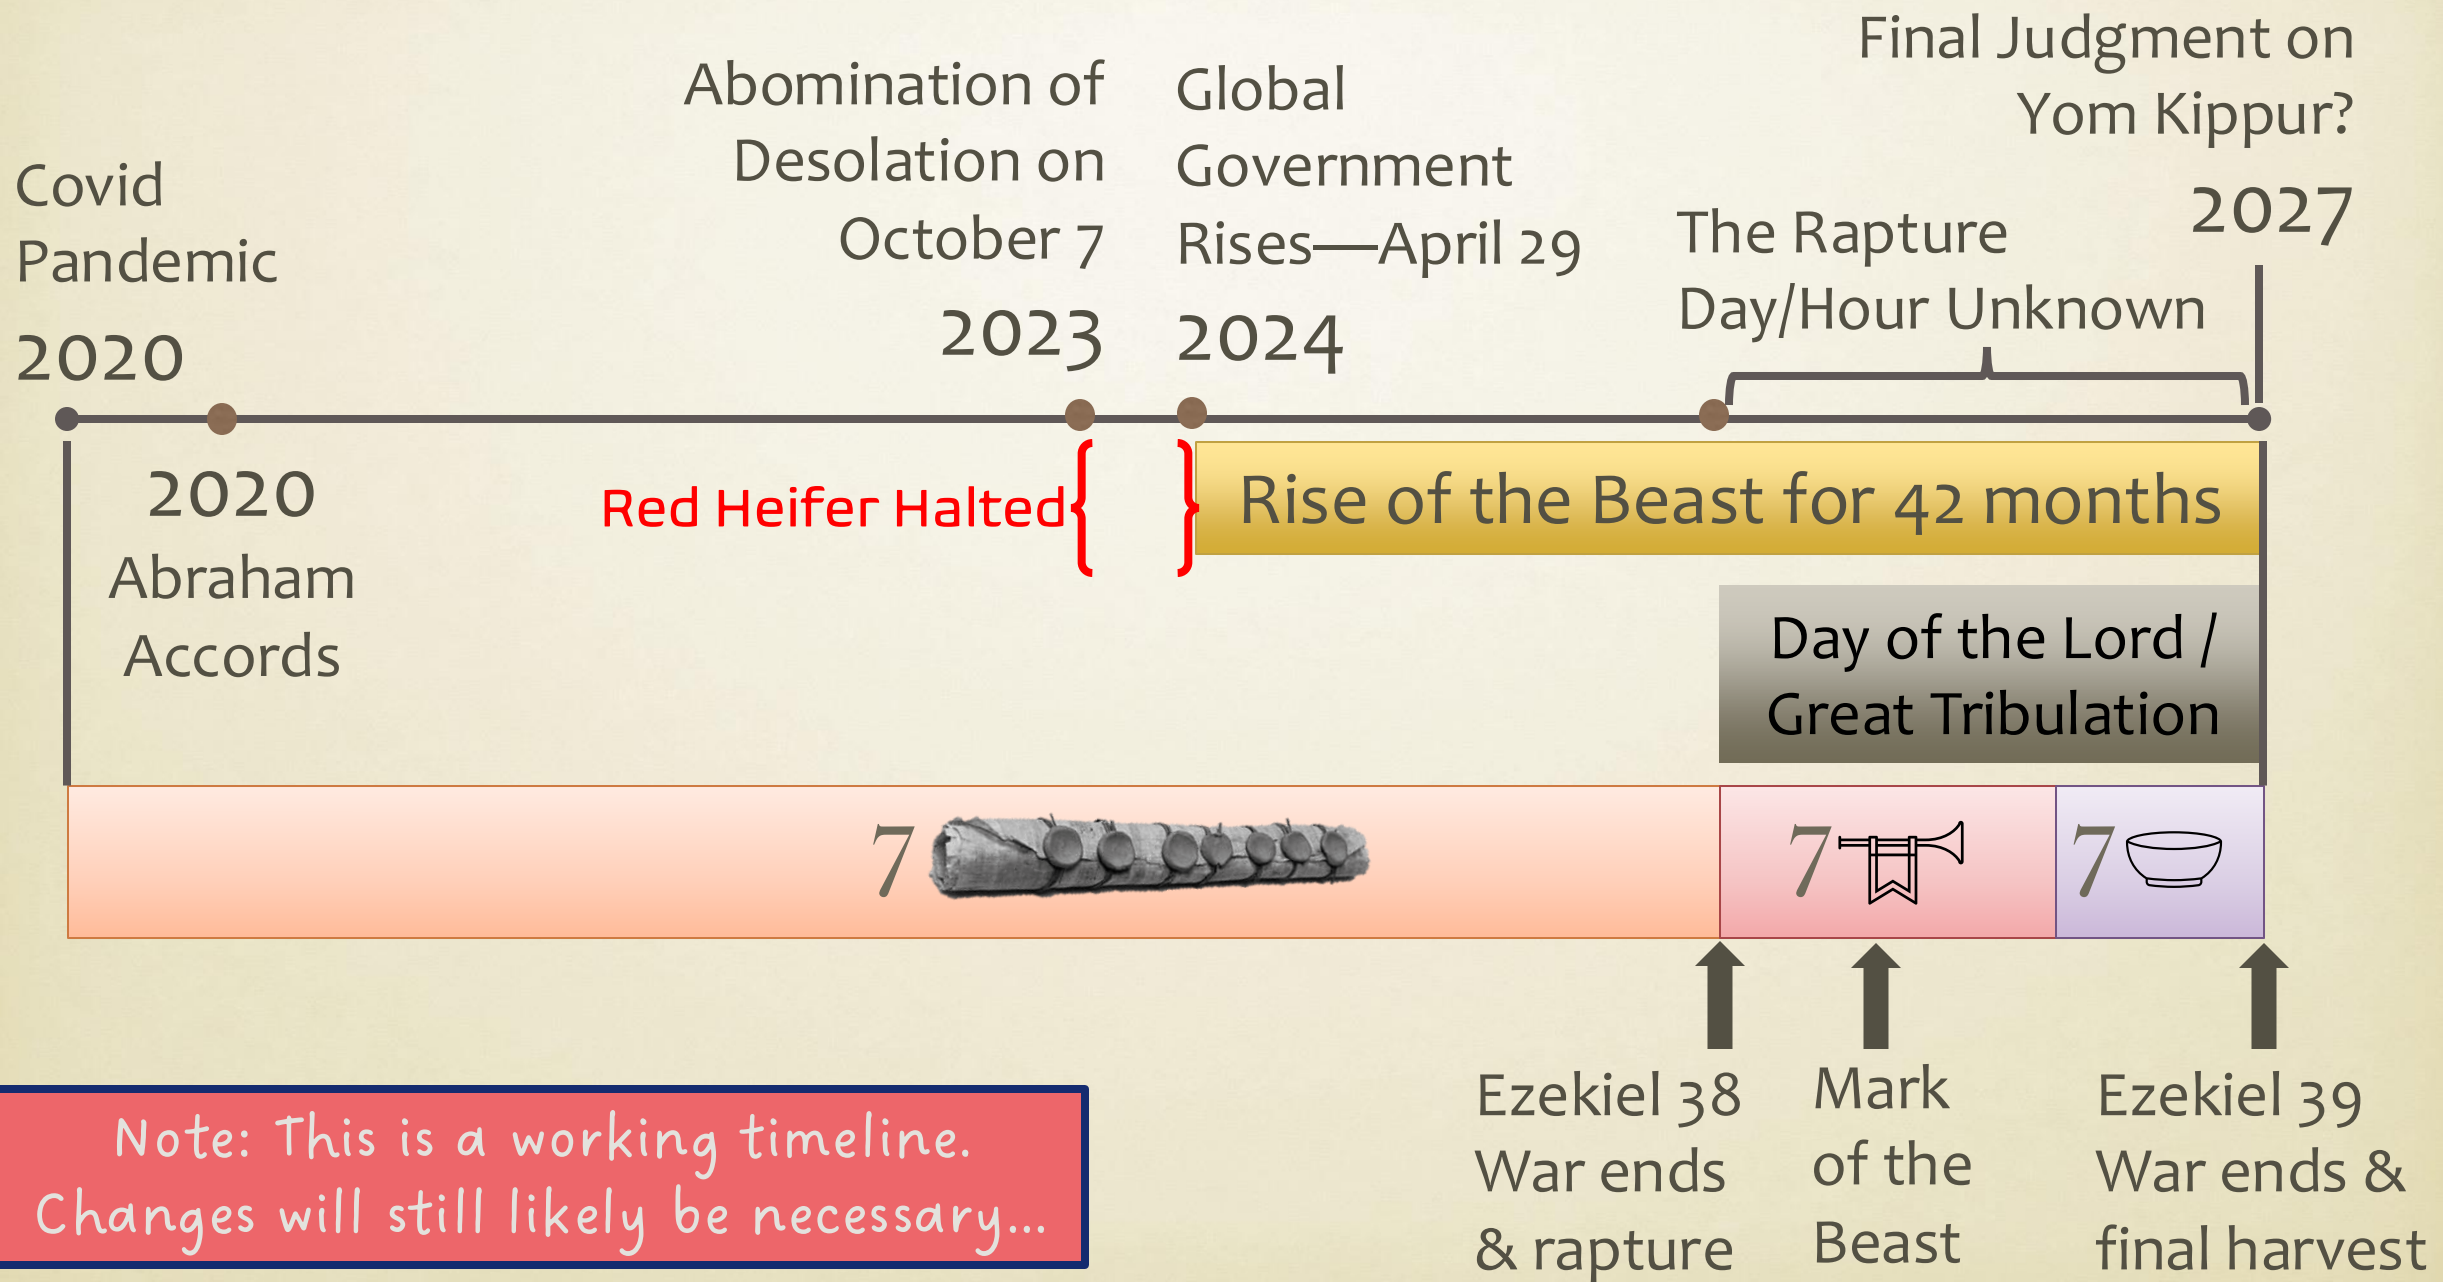 Covid
Pandemic
2020
Abomination of
Desolation on
October 7
2023
Global
Government
Rises—April 29
2024
The Rapture
Day/Hour Unknown
Final Judgment on
Yom Kippur?
2027
2020
Abraham
Accords
Red Heifer Halted
Rise of the Beast for 42 months
Day of the Lord /
Great Tribulation
7
7
7
Ezekiel 38
War ends
& rapture
Mark
of the
Beast
Ezekiel 39
War ends &
final harvest
Note: This is a working timeline.
Changes will still likely be necessary...